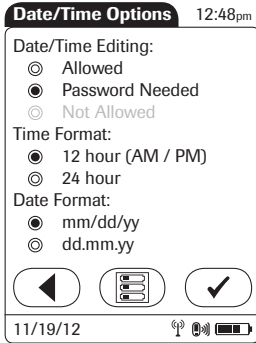 Date/Time Options 12:48pm
Date/Time Editing:
Allowed
Password Needed
Not Allowed
Time Format:
12 hour (AM / PM)
24 hour
Date Format:
mm/dd/yy
dd.mm.yy
11/19/12